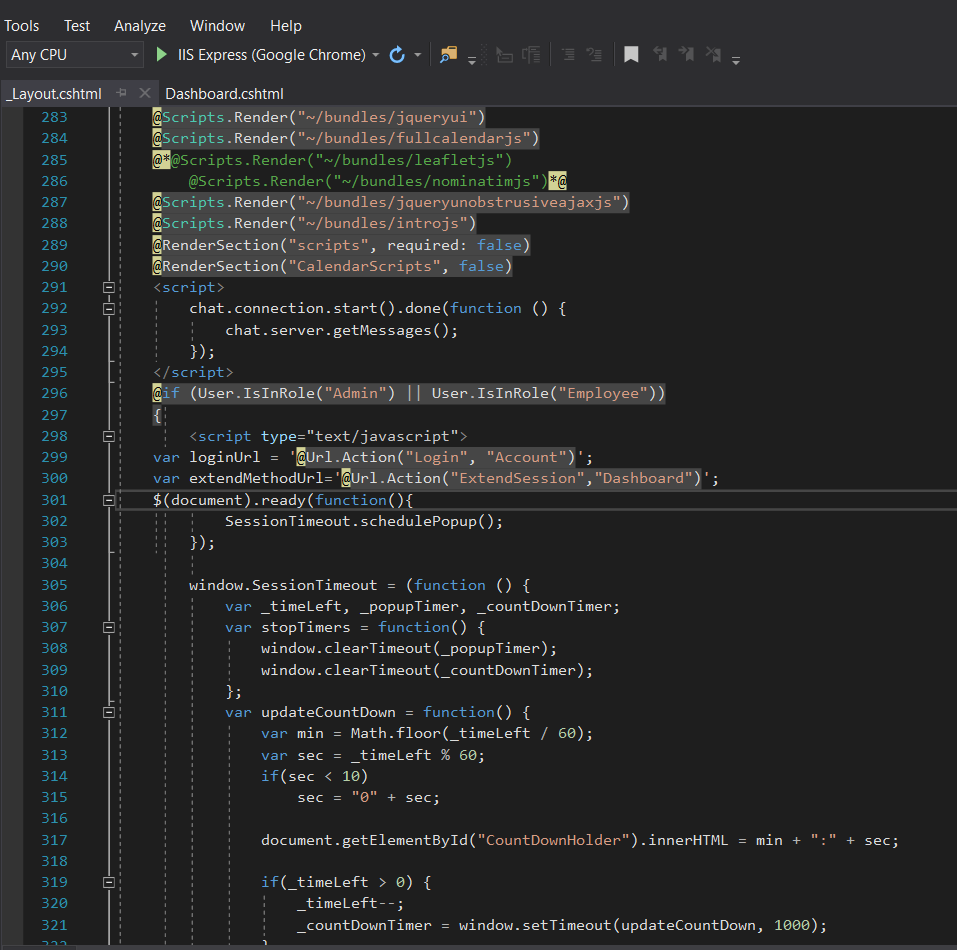 Tools Test Analyze Window Help
Any CPU IIS Express (Google Chrome)
_Layout.cshtml Dashboard.cshtml
283 @Scripts.Render("~/bundles/jqueryui")
284 @Scripts.Render("~/bundles/fullcalendarjs")
285 @*@Scripts.Render("~/bundles/leafletjs")
286 @Scripts.Render("~/bundles/nominatimjs")*@
287 @Scripts.Render("~/bundles/jqueryunobstrusiveajaxjs")
288 @Scripts.Render("~/bundles/introjs")
289 @RenderSection("scripts", required: false)
290 @RenderSection("CalendarScripts", false)
291 <script>
292 chat.connection.start().done(function () {
293 chat.server.getMessages();
294 });
295 </script>
296 @if (User.IsInRole("Admin") || User.IsInRole("Employee"))
297 {
298 <script type="text/javascript">
299 var loginUrl = '@Url.Action("Login", "Account")';
300 var extendMethodUrl='@Url.Action("ExtendSession","Dashboard")';
301 $(document).ready(function(){
302 SessionTimeout.schedulePopup();
303 });
304
305 window.SessionTimeout = (function () {
306 var _timeLeft, _popupTimer, _countDownTimer;
307 var stopTimers = function() {
308 window.clearTimeout(_popupTimer);
309 window.clearTimeout(_countDownTimer);
310 };
311 var updateCountDown = function() {
312 var min = Math.floor(_timeLeft / 60);
313 var sec = _timeLeft % 60;
314 if(sec < 10)
315 sec = "0" + sec;
316
317 document.getElementById("CountDownHolder").innerHTML = min + ":" + sec;
318
319 if(_timeLeft > 0) {
320 _timeLeft--;
321 _countDownTimer = window.setTimeout(updateCountDown, 1000);